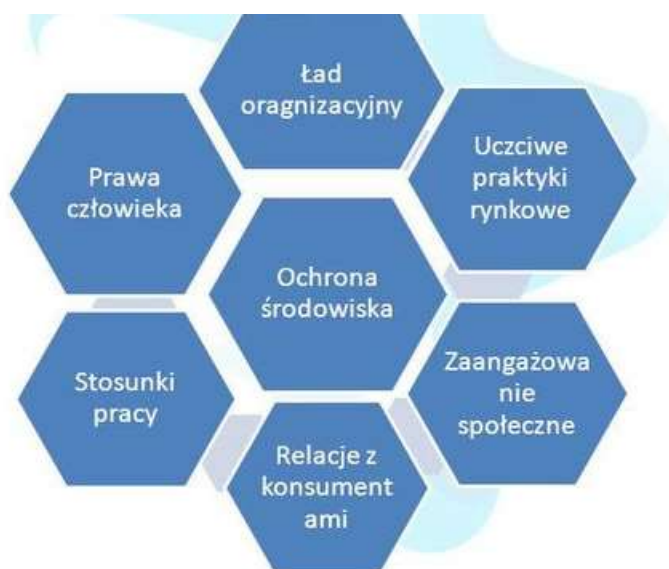 Ład
oragnizacyjny
Uczciwe
praktyki
rynkowe
Prawa
człowieka
Ochrona
środowiska
Zaangażowa
nie
społeczne
Stosunki
pracy
Relacje z
konsument
ami